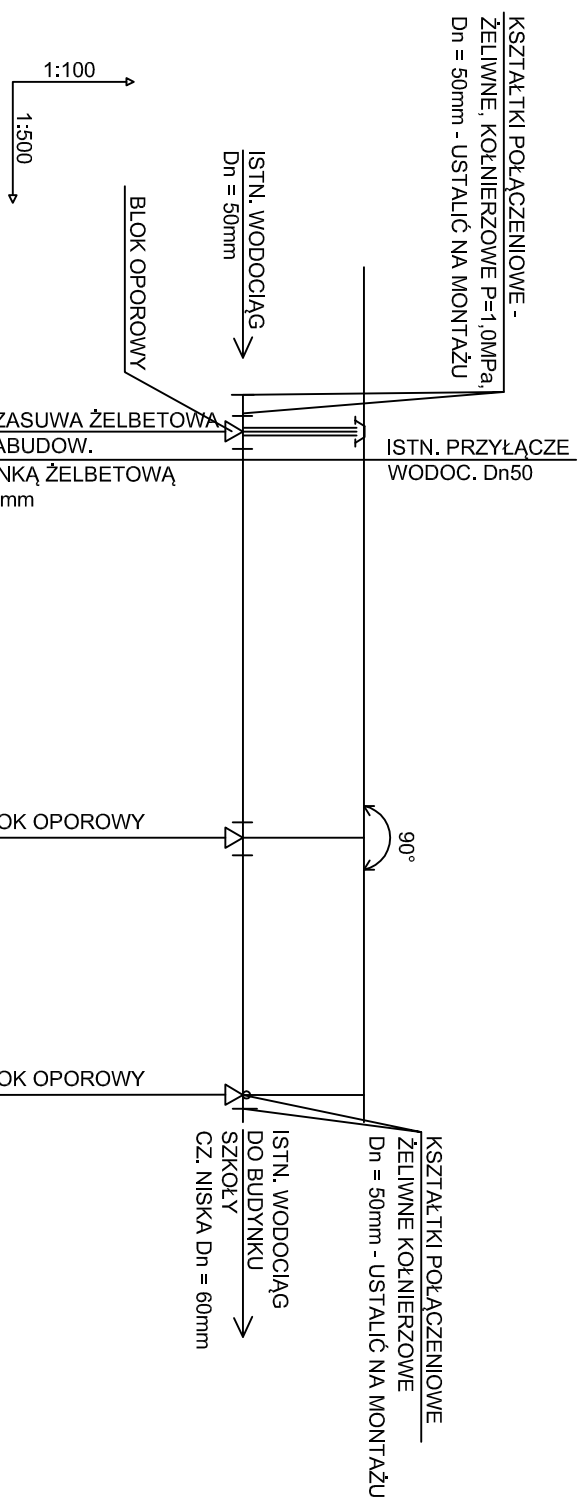 KSZTAŁTKI POŁĄCZENIOWE -
ŻELIWNE, KOŁNIERZOWE P=1,0MPa,
Dn = 50mm - USTALIĆ NA MONTAŻU
1:100
1:500
ISTN. WODOCIĄG
Dn = 50mm
BLOK OPOROWY
ZASUWA ŻELBETOWA
ABUDOW.
NKĄ ŻELBETOWĄ
mm
ISTN. PRZYŁĄCZE
WODOC. Dn50
OK OPOROWY
90°
OK OPOROWY
ISTN. WODOCIĄG
DO BUDYNKU
SZKOŁY
CZ. NISKA Dn = 60mm
KSZTAŁTKI POŁĄCZENIOWE
ŻELIWNE KOŁNIERZOWE
Dn = 50mm - USTALIĆ NA MONTAŻU